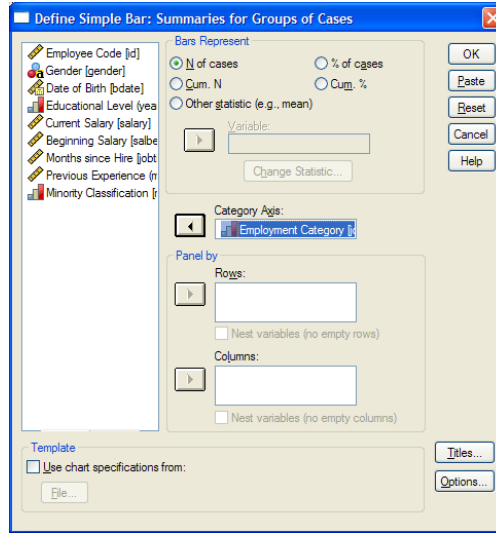 Define Simple Bar: Summaries for Groups of Cases
Employee Code [id]
Gender [gender]
Date of Birth [bdate]
Educational Level (yea
Current Salary [salary]
Beginning Salary [salbe
Months since Hire [jobt
Previous Experience (m
Minority Classification [r
Bars Represent
N of cases
% of cases
Cum. N
Cum. %
Other statistic (e.g., mean)
Variable:
Change Statistic...
Category Axis:
Employment Category [jo
Panel by
Rows:
Nest variables (no empty rows)
Columns:
Nest variables (no empty columns)
OK
Paste
Reset
Cancel
Help
Template
Use chart specifications from:
File...
Titles...
Options...